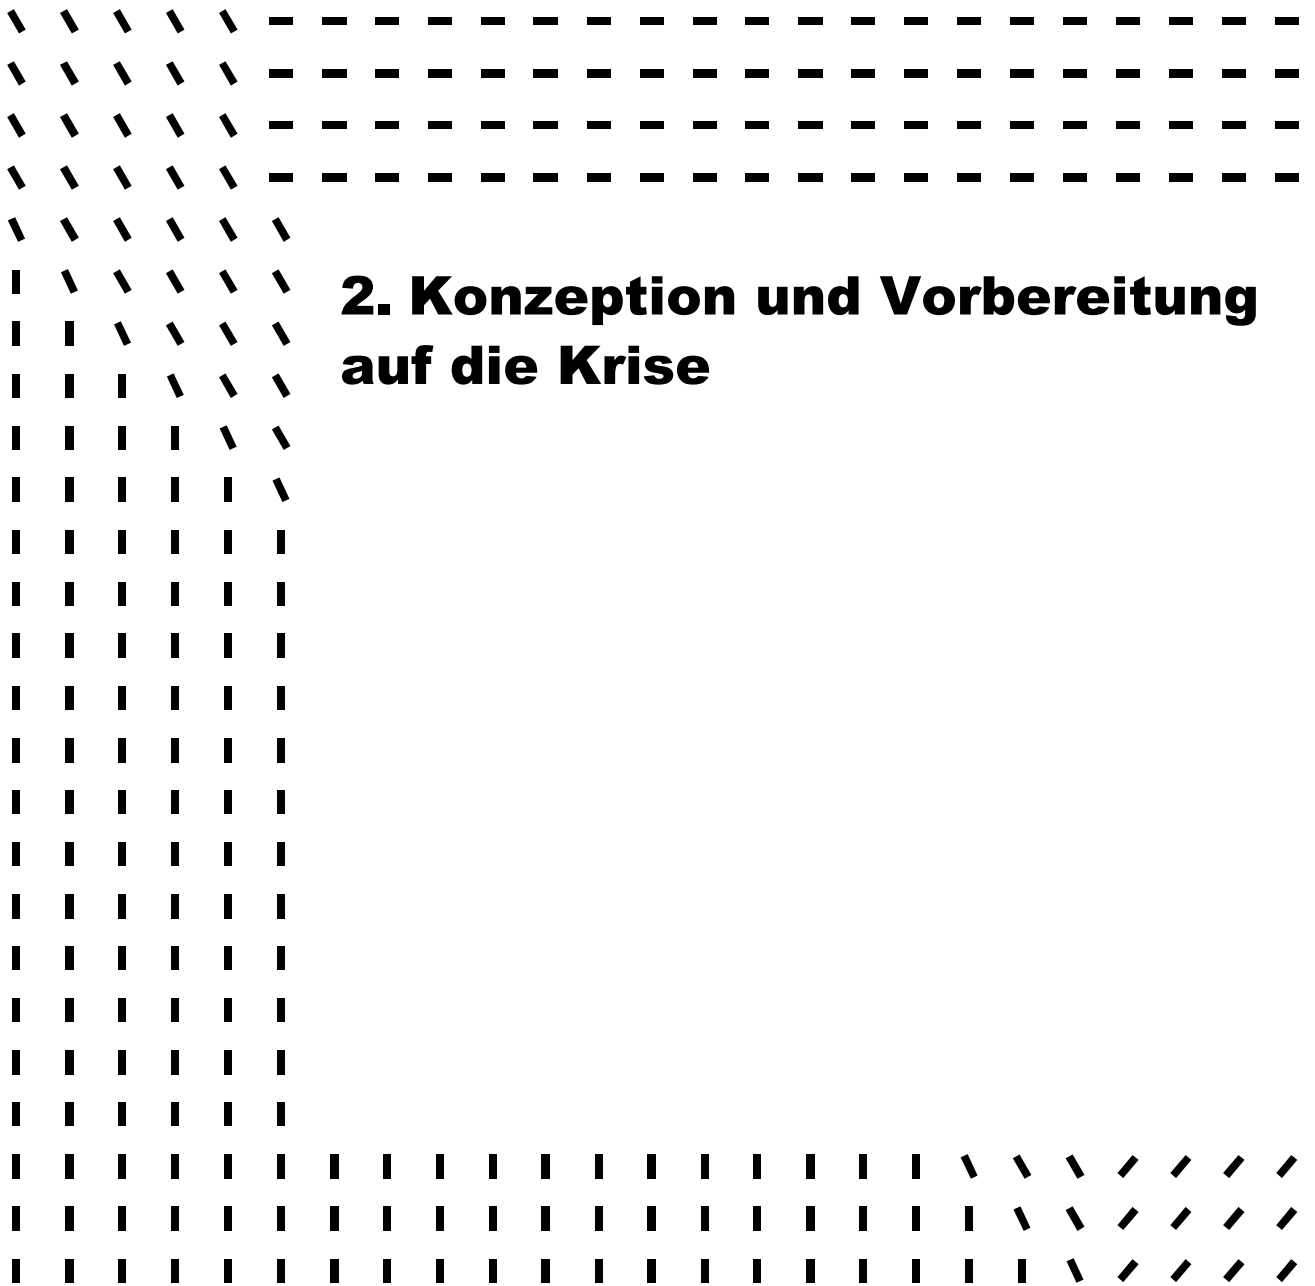 2. Konzeption und Vorbereitung
auf die Krise